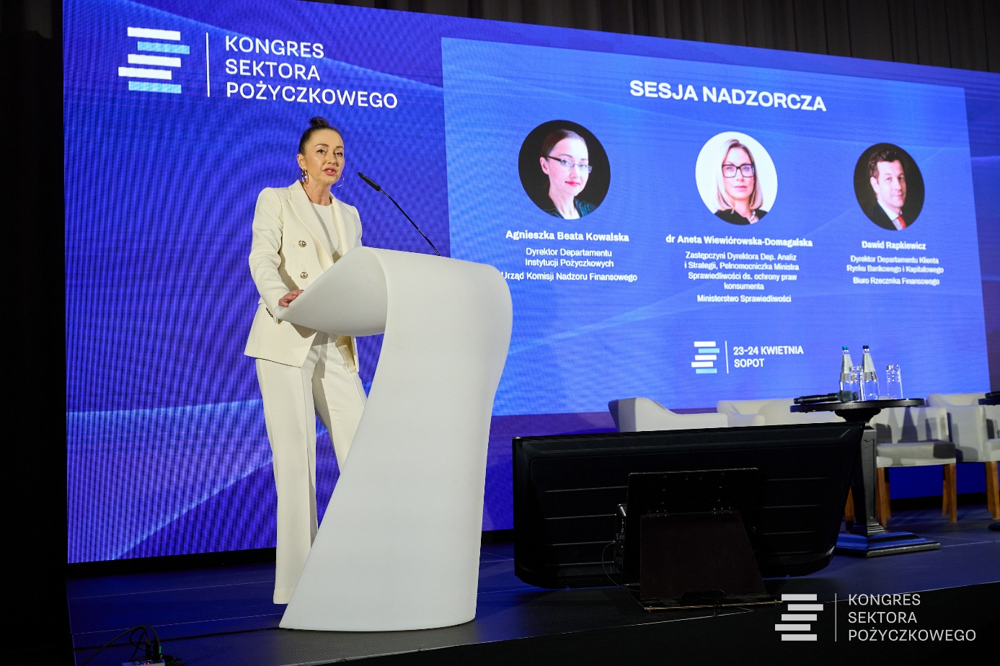 KONGRES
SEKTORA
POŻYCZKOWEGO
SESJA NADZORCZA
Agnieszka Beata Kowalska
Dyrektor Departamentu
Instytucji Pożyczkowych
Urząd Komisji Nadzoru Finansowego
dr Aneta Wiewiórowska-Domagalska
Zastępczyni Dyrektora Dep. Analiz
i Strategii, Pełnomocniczka Ministra
Sprawiedliwości ds. ochrony praw
konsumenta
Ministerstwo Sprawiedliwości
Dawid Rapkiewicz
Dyrektor Departamentu Klienta
Rynku Bankowego i Kapitałowego
Biuro Rzecznika Finansowego
23-24 KWIETNIA
SOPOT
KONGRES
SEKTORA
POŻYCZKOWEGO